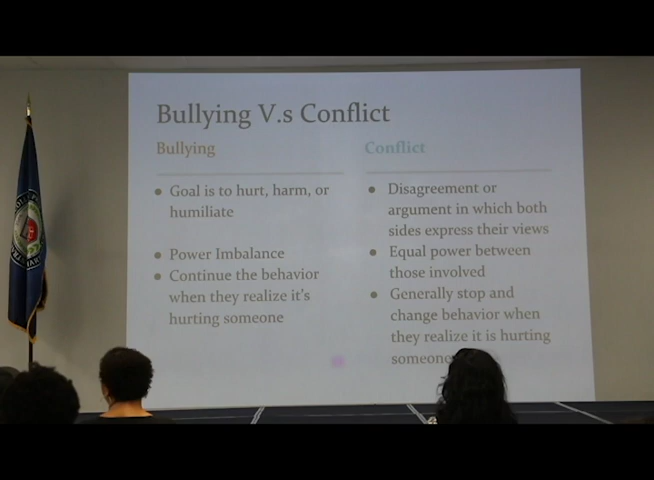 Bullying V.s Conflict
Bullying
• Goal is to hurt, harm, or
humiliate
• Power Imbalance
• Continue the behavior
when they realize it's
hurting someone
Conflict
• Disagreement or
argument in which both
sides express their views
• Equal power between
those involved
• Generally stop and
change behavior when
they realize it is hurting
someone